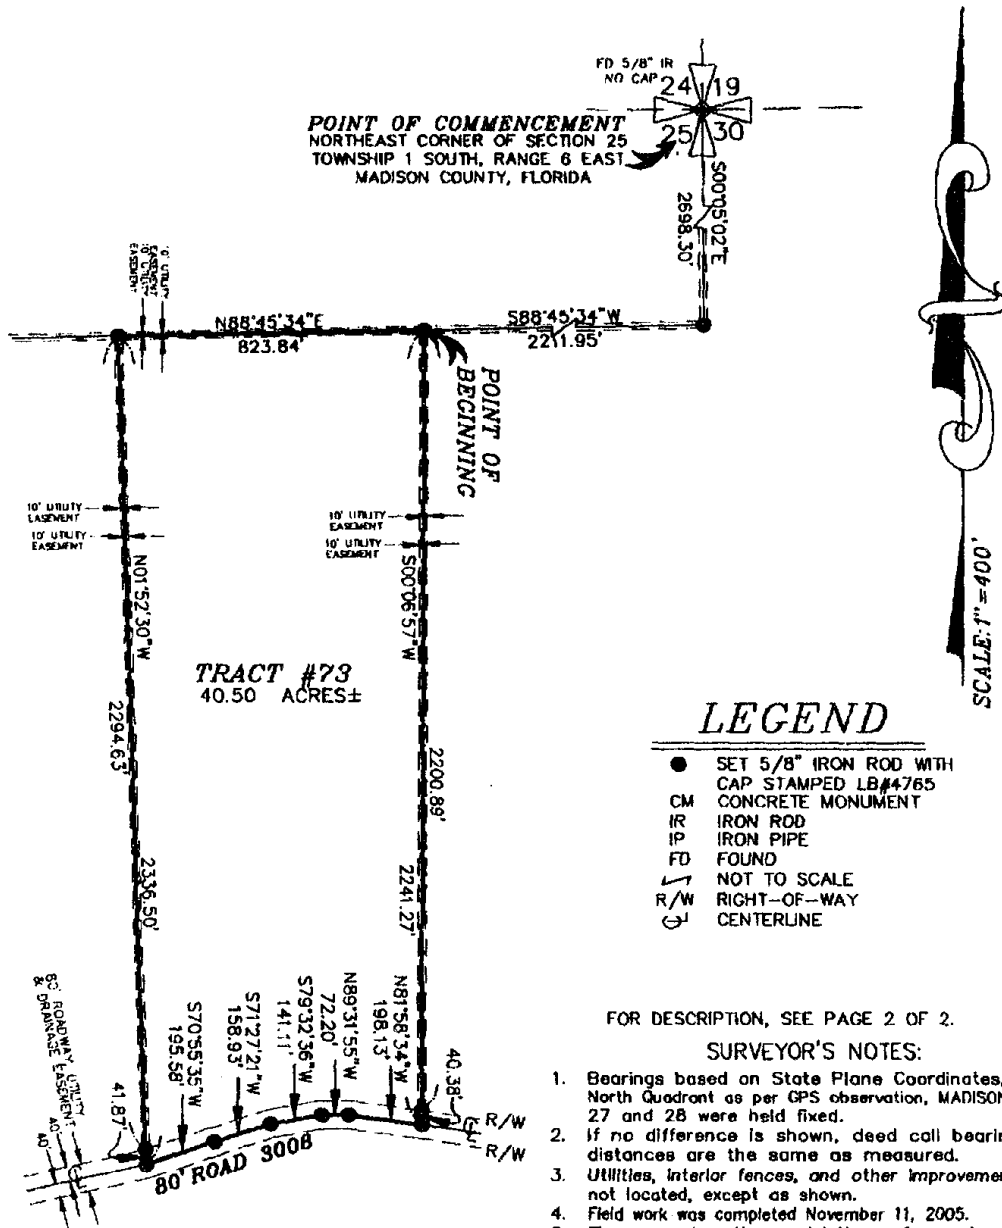 FD 5/8" IR
NO CAP
24 19
25 30
POINT OF COMMENCEMENT
NORTHEAST CORNER OF SECTION 25
TOWNSHIP 1 SOUTH, RANGE 6 EAST
MADISON COUNTY, FLORIDA
S00°05'02"E
2698.30'
10' UTILITY
EASEMENT
10' UTILITY
EASEMENT
N88°45'34"E
823.84'
S88°45'34"W
2211.95'
POINT OF
BEGINNING
10' UTILITY
EASEMENT
10' UTILITY
EASEMENT
10' UTILITY
EASEMENT
10' UTILITY
EASEMENT
N01°52'30"W
2294.63'
2336.50'
S00°06'57"W
2200.89'
2241.27'
TRACT #73
40.50 ACRES±
SCALE: 1"=400'
LEGEND
SET 5/8" IRON ROD WITH
CAP STAMPED LB#4765
CM CONCRETE MONUMENT
IR IRON ROD
IP IRON PIPE
FD FOUND
NOT TO SCALE
R/W RIGHT-OF-WAY
CENTERLINE
80' ROADWAY, UTILITY
& DRAINAGE EASEMENT
40'
40'
41.87'
S70°55'35"W
195.58'
S71°27'21"W
158.93'
S79°32'36"W
141.11'
N89°31'55"W
72.20'
N81°58'34"W
198.13'
40.38'
R/W
R/W
80' ROAD 3008
FOR DESCRIPTION, SEE PAGE 2 OF 2.
SURVEYOR'S NOTES:
1. Bearings based on State Plane Coordinates,
North Quadrant as per GPS observation, MADISON
27 and 28 were held fixed.
2. If no difference is shown, deed call bearin
distances are the same as measured.
3. Utilities, interior fences, and other improvemen
not located, except as shown.
4. Field work was completed November 11, 2005.